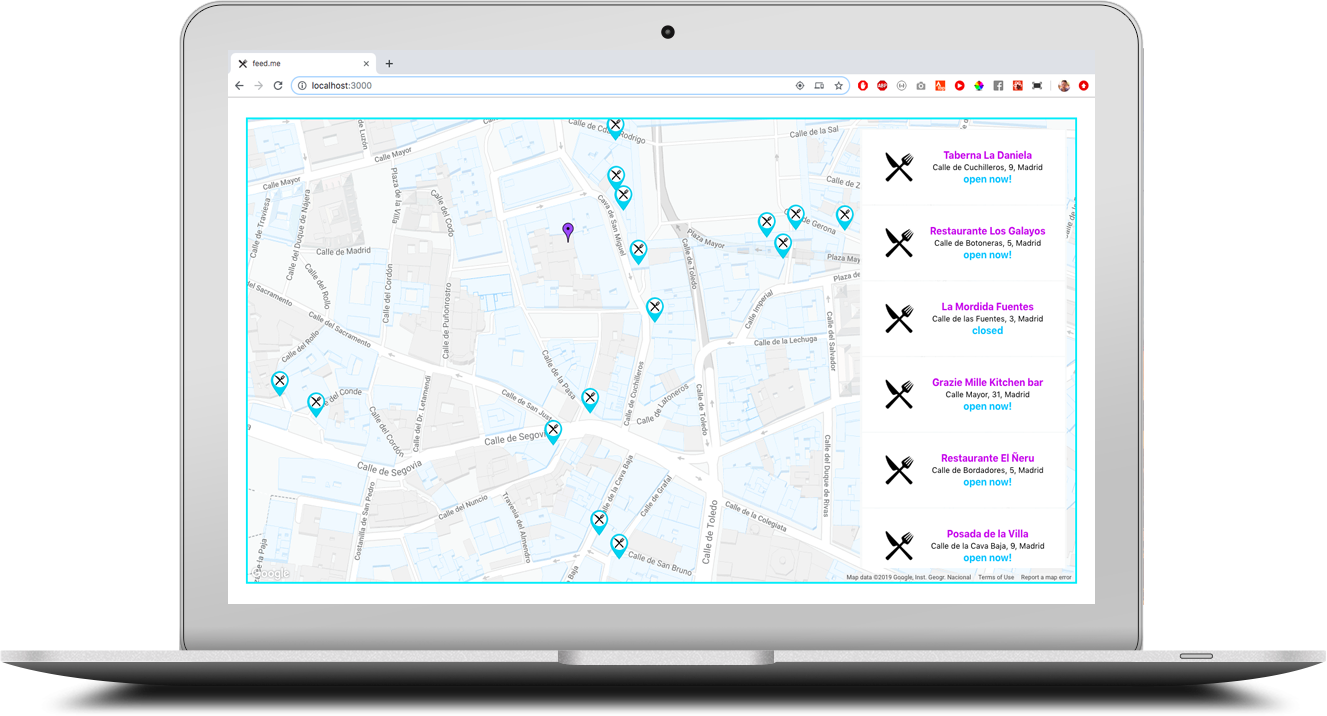 feed.me
localhost:3000
ABP
Calle de Cda Rodrigo
Calle de la Sal
Calle Mayor
Calle Mayor
Plaza de la Villa
Calle del Codo
Calle de Traviesa
Calle del Duque de Nájera
de Luzón
Calle de Madrid
Cava de San Miguel
Calle de Z
de Gerona
Plaza Mayor
Plaza May
Plaza de
Calle de Toledo
Calle del Sacramento
Calle del Rollo
Calle del Cordón
Calle de Puñonrostro
Calle del Sacramento
Calle del Rollo
Calle Imperial
Calle del Salvador
Calle de la Lechuga
Calle de la Pasa
Calle de Cuchilleros
Calle de Latoneros
Calle de Toledo
Calle de San Just
del Conde
Calle del Cordón
Calle del Dr. Letamendi
Calle de Segovia
Calle de Segovia
Calle de la Cava Baja
Calle de Grafal
Calle del Duque de Rivas
Calle del Nuncio
Costanilla de San Pedro
Travesía del Almendro
Calle de Toledo
Calle de la Colegiata
Calle de San Bruno
de la Paja
Baja
Google
Taberna La Daniela
Calle de Cuchilleros, 9, Madrid
open now!
Restaurante Los Galayos
Calle de Botoneras, 5, Madrid
open now!
La Mordida Fuentes
Calle de las Fuentes, 3, Madrid
closed
Grazie Mille Kitchen bar
Calle Mayor, 31, Madrid
open now!
Restaurante El Ñeru
Calle de Bordadores, 5, Madrid
open now!
Posada de la Villa
Calle de la Cava Baja, 9, Madrid
open now!
Map data ©2019 Google, Inst. Geogr. Nacional
Terms of Use
Report a map error